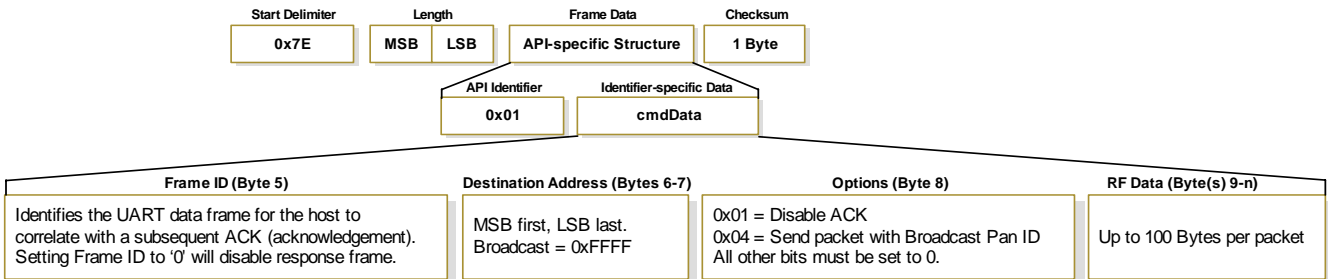 Start Delimiter Length Frame Data Checksum
0x7E MSB LSB API-specific Structure 1 Byte
API Identifier Identifier-specific Data
0x01 cmdData
Frame ID (Byte 5)
Identifies the UART data frame for the host to
correlate with a subsequent ACK (acknowledgement).
Setting Frame ID to ‘0’ will disable response frame.
Destination Address (Bytes 6-7)
MSB first, LSB last.
Broadcast = 0xFFFF
Options (Byte 8)
0x01 = Disable ACK
0x04 = Send packet with Broadcast Pan ID
All other bits must be set to 0.
RF Data (Byte(s) 9-n)
Up to 100 Bytes per packet